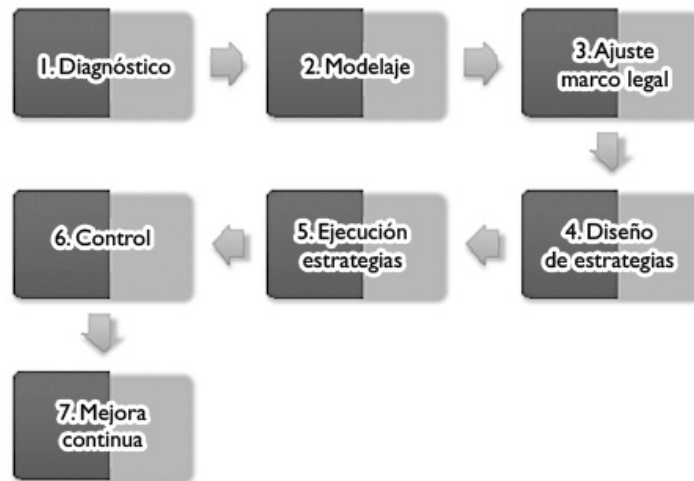 1. Diagnóstico
2. Modelaje
3. Ajuste
marco legal
4. Diseño
de estrategias
5. Ejecución
estrategias
6. Control
7. Mejora
continua